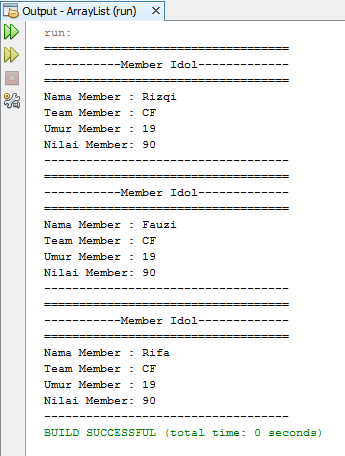 Output - ArrayList (run)
run:
===================================
-----------Member Idol-------------
===================================
Nama Member : Rizqi
Team Member : CF
Umur Member : 19
Nilai Member: 90
-----------------------------------
===================================
-----------Member Idol-------------
===================================
Nama Member : Fauzi
Team Member : CF
Umur Member : 19
Nilai Member: 90
-----------------------------------
===================================
-----------Member Idol-------------
===================================
Nama Member : Rifa
Team Member : CF
Umur Member : 19
Nilai Member: 90
-----------------------------------
BUILD SUCCESSFUL (total time: 0 seconds)